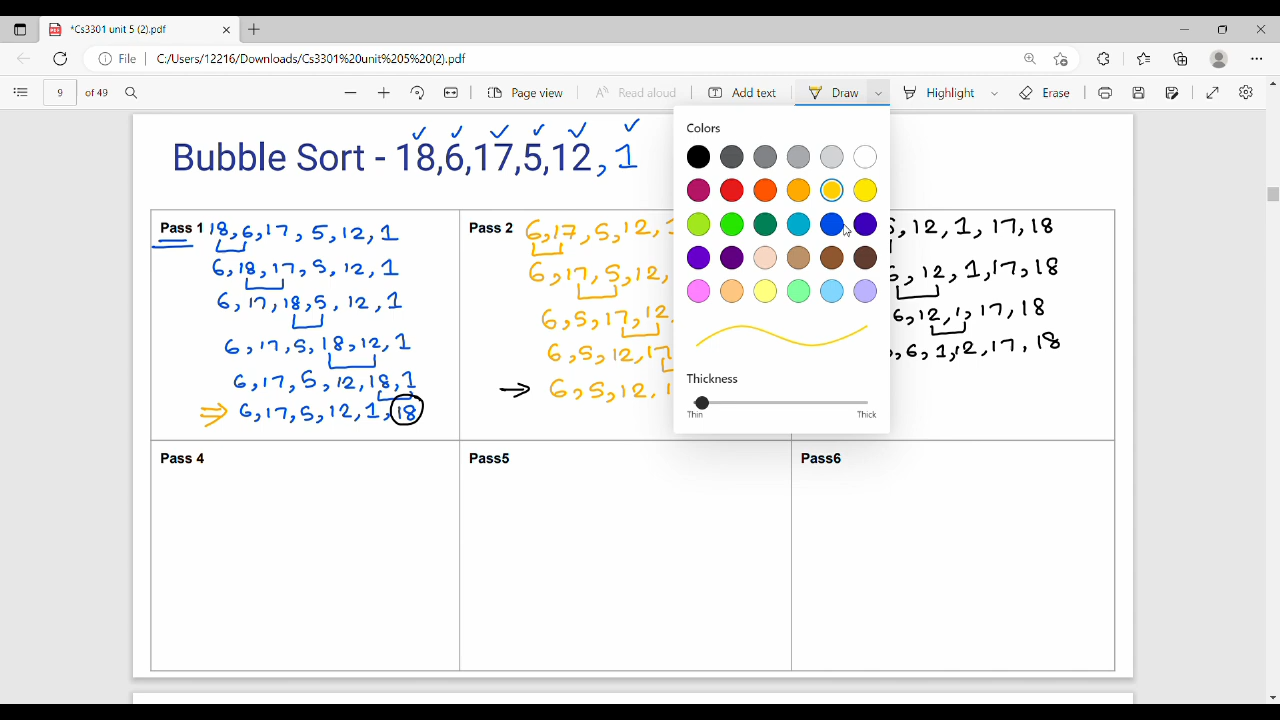 *Cs3301 unit 5 (2).pdf
File C:/Users/12216/Downloads/Cs3301%20unit%205%20(2).pdf
9 of 49 Page view Read aloud Add text Draw Highlight Erase
Bubble Sort - 18,6,17,5,12,1
Pass 1 18,6,17,5,12,1
6,18,17,5,12,1
6,17,18,5,12,1
6,17,5,18,12,1
6,17,5,12,18,1
⇒ 6,17,5,12,1,18
Pass 2 6,17,5,12,
6,17,5,12,
6,5,17,12,
6,5,12,17
→ 6,5,12,
Colors
Thickness
Thin Thick
,12,1,17,18
,12,1,17,18
6,12,1,17,18
,6,1,12,17,18
Pass 4
Pass5
Pass6